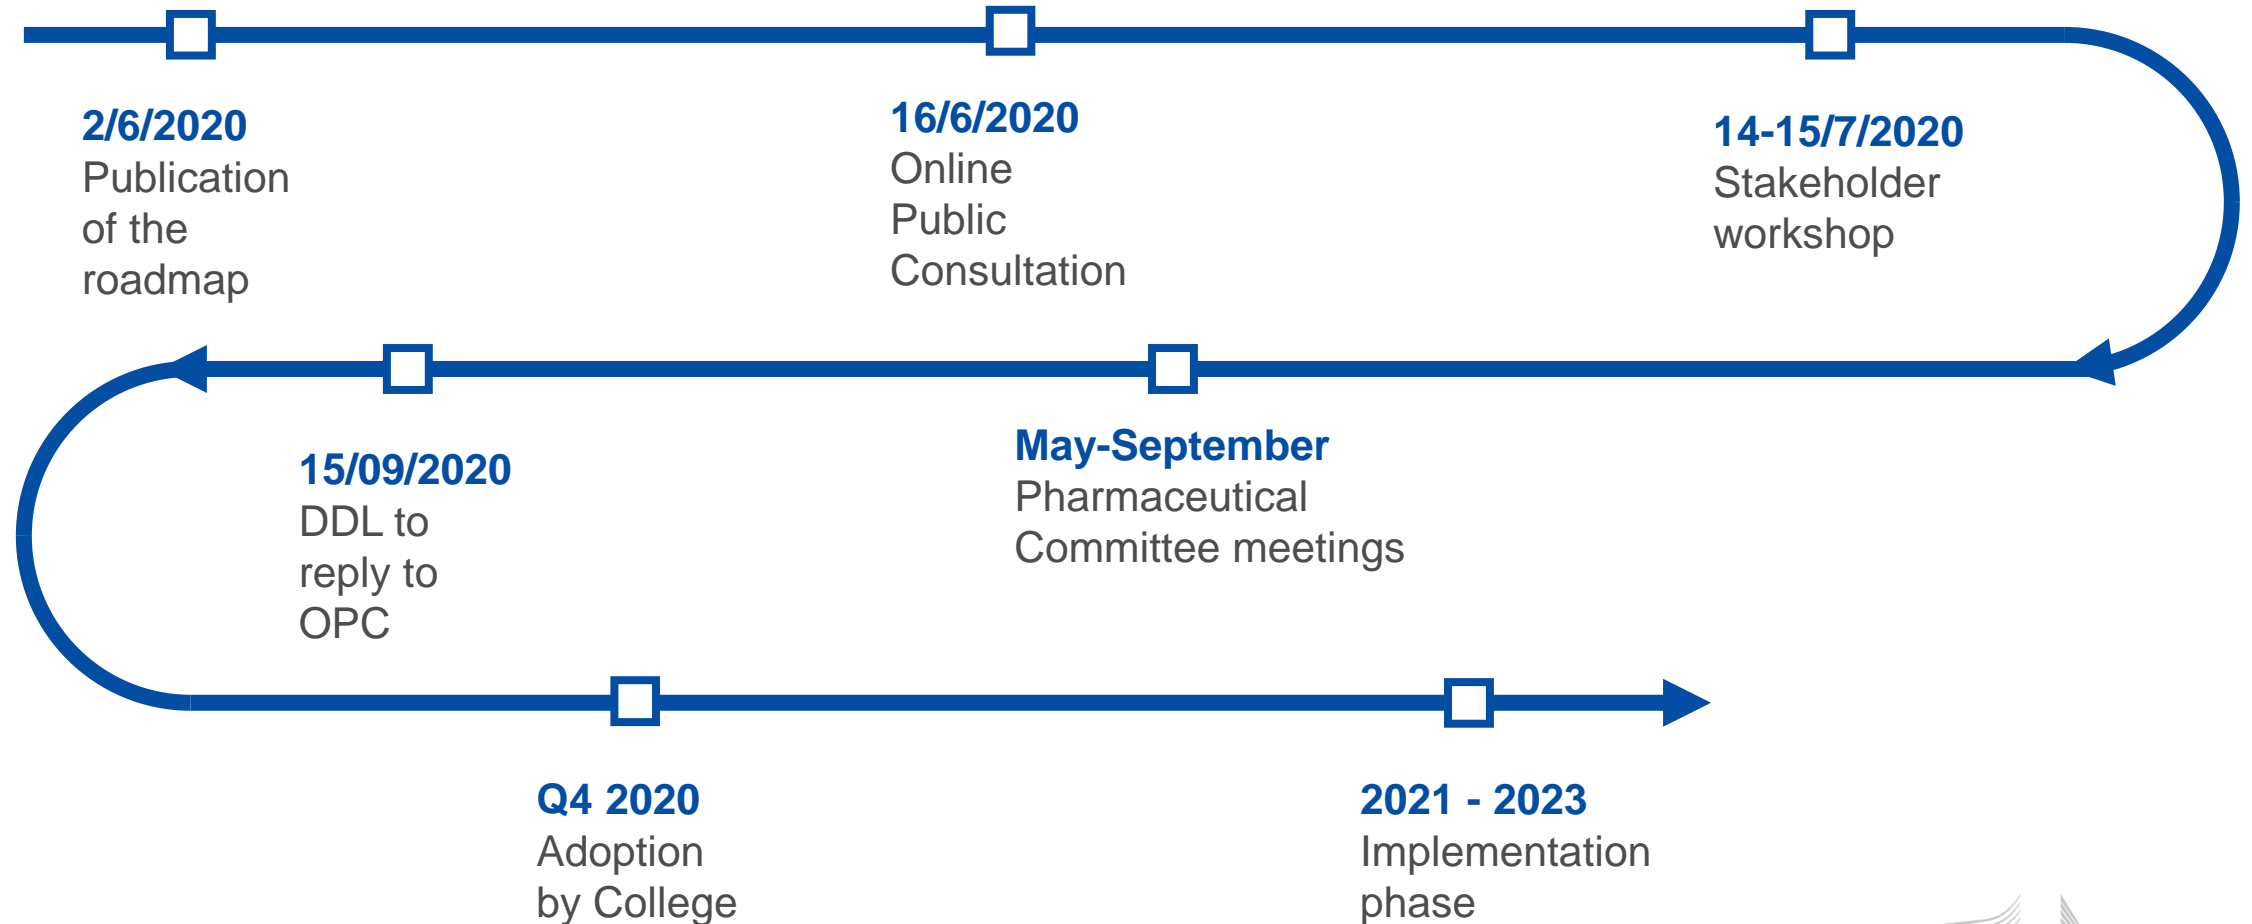 2/6/2020
Publication
of the
roadmap
16/6/2020
Online
Public
Consultation
14-15/7/2020
Stakeholder
workshop
May-September
Pharmaceutical
Committee meetings
15/09/2020
DDL to
reply to
OPC
Q4 2020
Adoption
by College
2021 - 2023
Implementation
phase